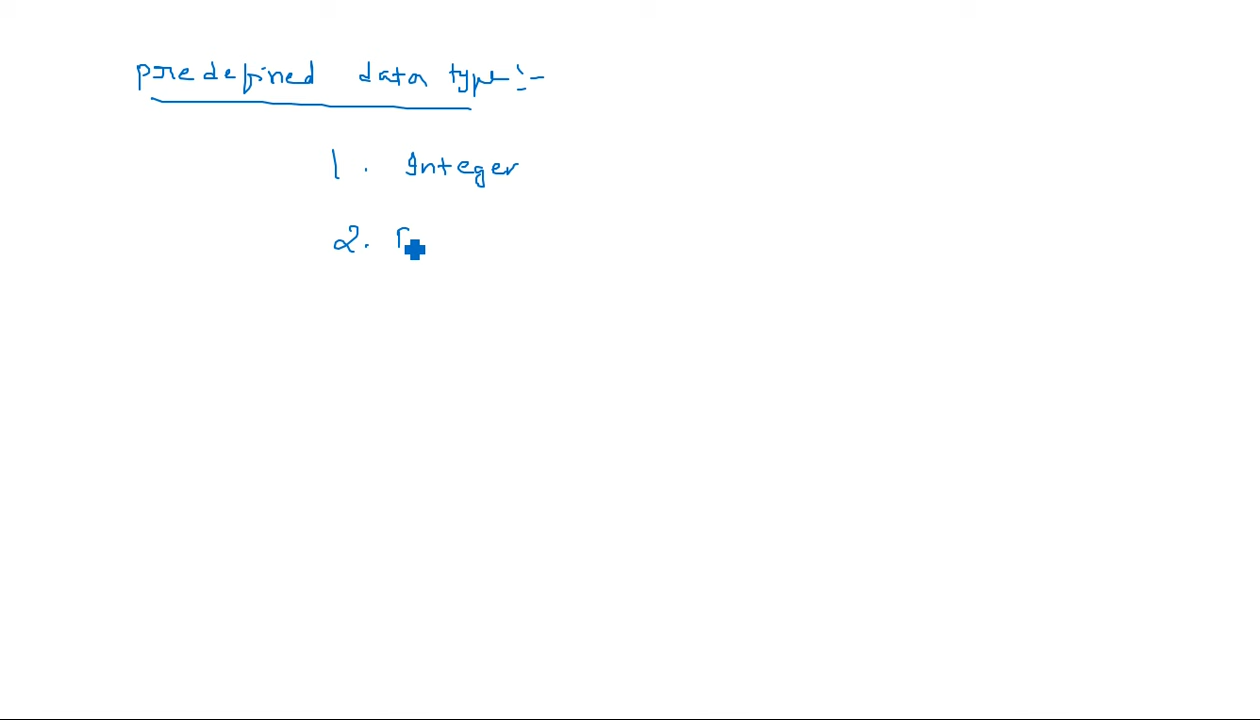 predefined data type :-
1. Integer
2.